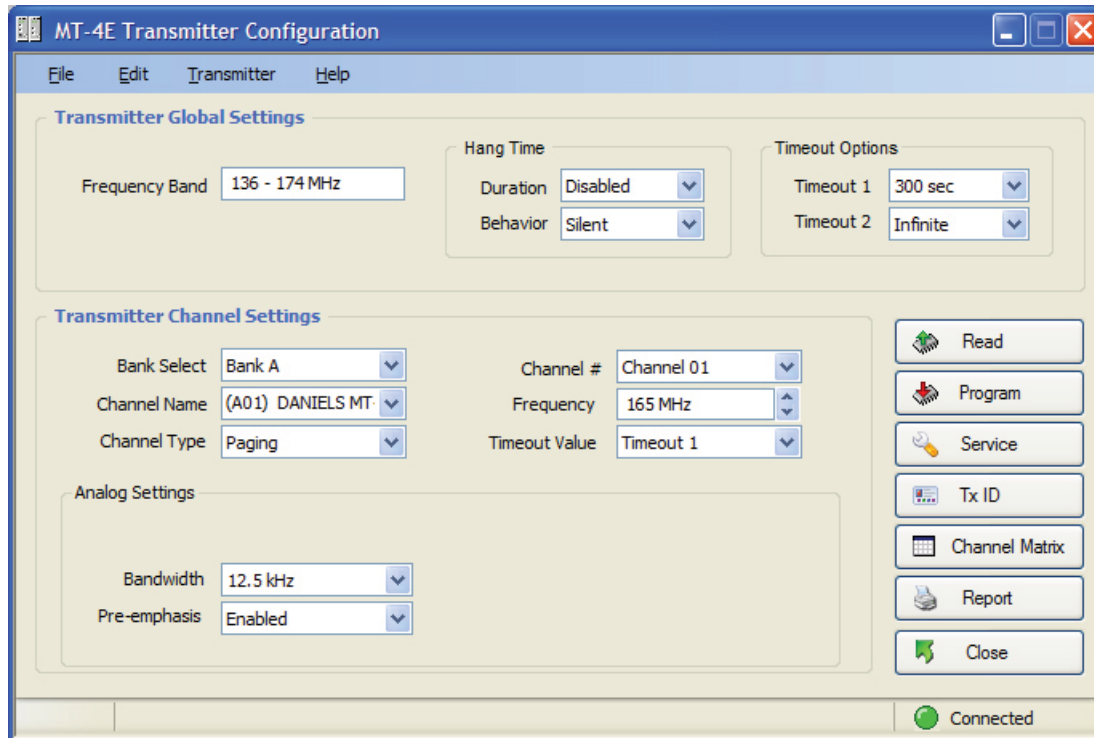 MT-4E Transmitter Configuration
File Edit Transmitter Help
Transmitter Global Settings
Frequency Band 136 - 174 MHz
Hang Time
Duration Disabled
Behavior Silent
Timeout Options
Timeout 1 300 sec
Timeout 2 Infinite
Transmitter Channel Settings
Bank Select Bank A
Channel Name (A01) DANIELS MT-
Channel Type Paging
Channel # Channel 01
Frequency 165 MHz
Timeout Value Timeout 1
Analog Settings
Bandwidth 12.5 kHz
Pre-emphasis Enabled
Read
Program
Service
Tx ID
Channel Matrix
Report
Close
Connected